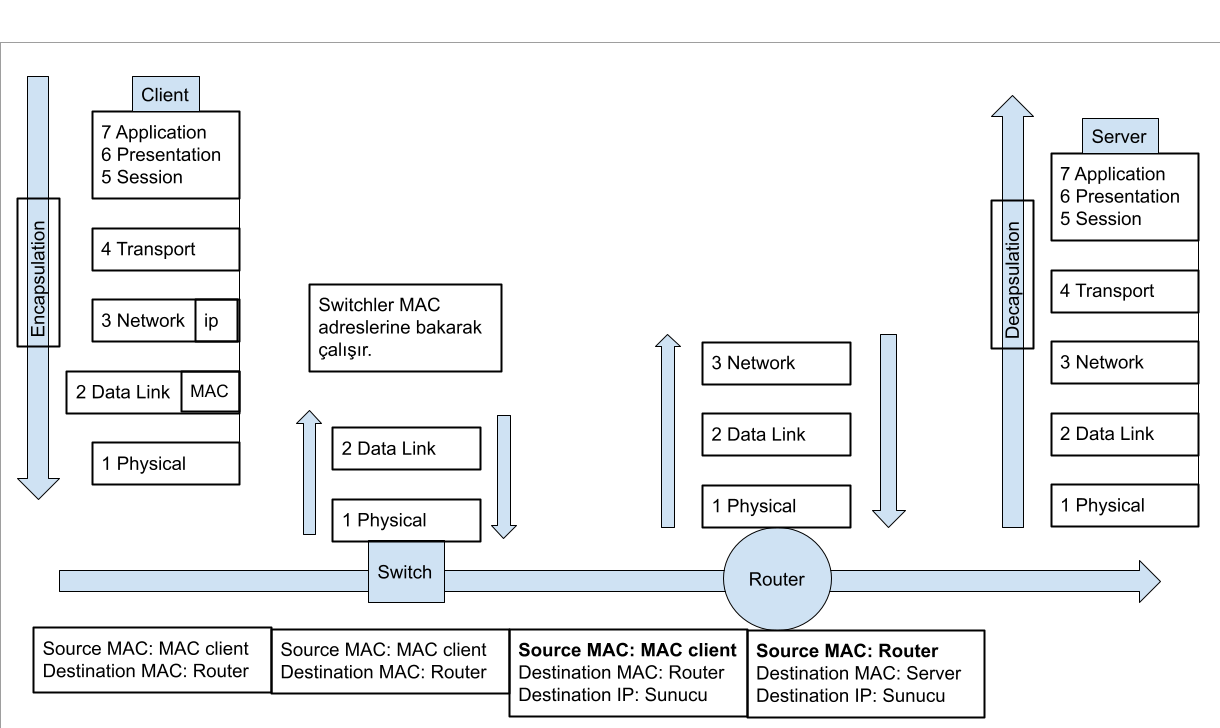 Client
7 Application
6 Presentation
5 Session
Encapsulation
4 Transport
3 Network
ip
2 Data Link
MAC
1 Physical
Switchler MAC
adreslerine bakarak
çalışır.
2 Data Link
1 Physical
Switch
3 Network
2 Data Link
1 Physical
Router
Server
7 Application
6 Presentation
5 Session
Decapsulation
4 Transport
3 Network
2 Data Link
1 Physical
Source MAC: MAC client
Destination MAC: Router
Source MAC: MAC client
Destination MAC: Router
Source MAC: MAC client
Destination MAC: Router
Destination IP: Sunucu
Source MAC: Router
Destination MAC: Server
Destination IP: Sunucu